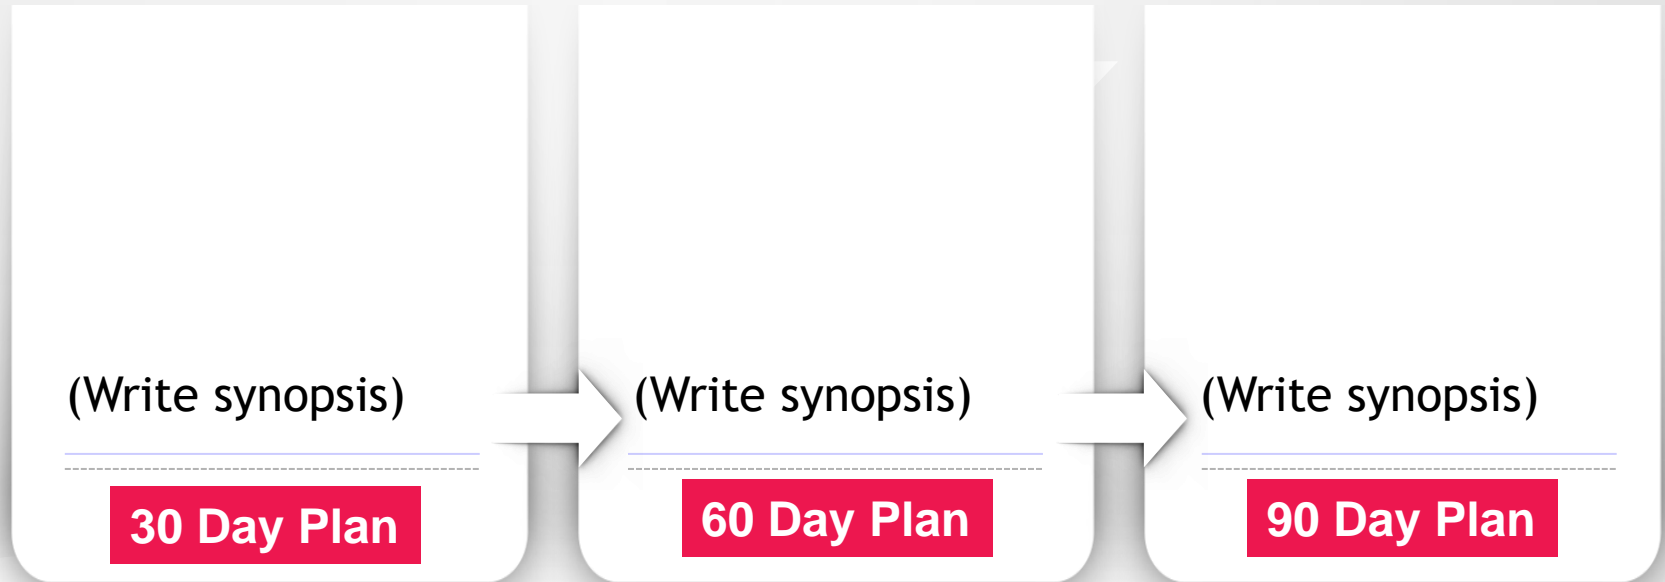 (Write synopsis)
30 Day Plan
(Write synopsis)
60 Day Plan
(Write synopsis)
90 Day Plan